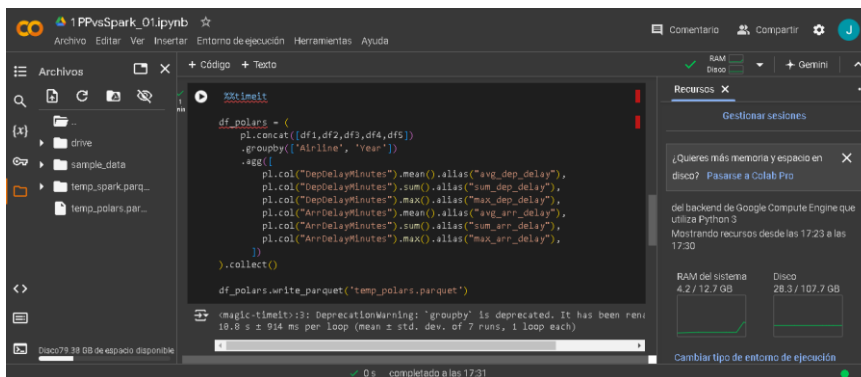 CO
1 PPvsSpark_01.ipynb
Comentario Compartir J
Archivo Editar Ver Insertar Entorno de ejecución Herramientas Ayuda
Archivos
+ Código + Texto
RAM
Disco
+ Gemini
Recursos X
{x}
..
drive
sample_data
temp_spark.parq...
temp_polars.par...
1
min
%%timeit
df_polars = (
pl.concat([df1,df2,df3,df4,df5])
.groupby(['Airline', 'Year'])
.agg([
pl.col("DepDelayMinutes").mean().alias("avg_dep_delay"),
pl.col("DepDelayMinutes").sum().alias("sum_dep_delay"),
pl.col("DepDelayMinutes").max().alias("max_dep_delay"),
pl.col("ArrDelayMinutes").mean().alias("avg_arr_delay"),
pl.col("ArrDelayMinutes").sum().alias("sum_arr_delay"),
pl.col("ArrDelayMinutes").max().alias("max_arr_delay"),
])
).collect()
df_polars.write_parquet('temp_polars.parquet')
<magic-timeit>:3: DeprecationWarning: `groupby` is deprecated. It has been rena
10.8 s ± 914 ms per loop (mean ± std. dev. of 7 runs, 1 loop each)
Gestionar sesiones
¿Quieres más memoria y espacio en
disco? Pasarse a Colab Pro
del backend de Google Compute Engine que
utiliza Python 3
Mostrando recursos desde las 17:23 a las
17:30
RAM del sistema
4.2 / 12.7 GB
Disco
28.3 / 107.7 GB
Cambiar tipo de entorno de ejecución
Disco 79.38 GB de espacio disponible
0 s completado a las 17:31